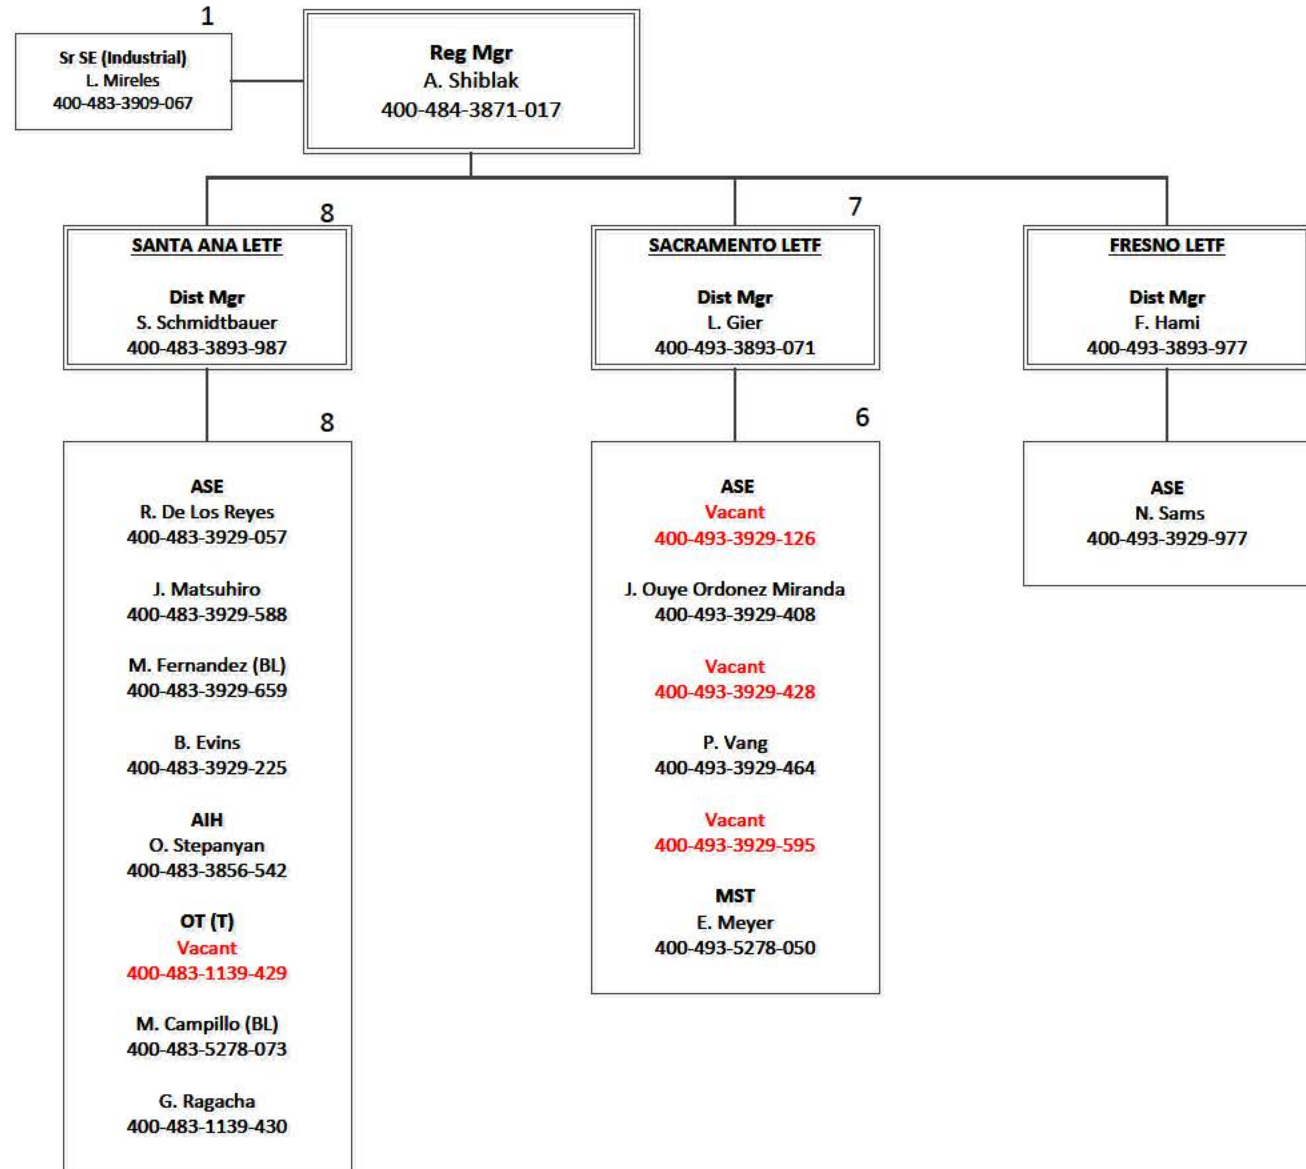 1
Sr SE (Industrial)
L. Mireles
400-483-3909-067
Reg Mgr
A. Shiblak
400-484-3871-017
8
SANTA ANA LETF
Dist Mgr
S. Schmidtbauer
400-483-3893-987
7
SACRAMENTO LETF
Dist Mgr
L. Gier
400-493-3893-071
FRESNO LETF
Dist Mgr
F. Hami
400-493-3893-977
8
ASE
R. De Los Reyes
400-483-3929-057
J. Matsuhiro
400-483-3929-588
M. Fernandez (BL)
400-483-3929-659
B. Evins
400-483-3929-225
AIH
O. Stepanyan
400-483-3856-542
OT (T)
Vacant
400-483-1139-429
M. Campillo (BL)
400-483-5278-073
G. Ragacha
400-483-1139-430
6
ASE
Vacant
400-493-3929-126
J. Ouye Ordonez Miranda
400-493-3929-408
Vacant
400-493-3929-428
P. Vang
400-493-3929-464
Vacant
400-493-3929-595
MST
E. Meyer
400-493-5278-050
ASE
N. Sams
400-493-3929-977